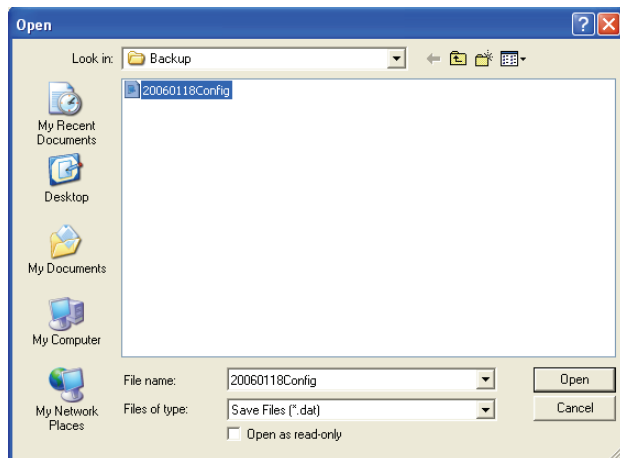 Open
Look in: Backup
20060118Config
My Recent
Documents
Desktop
My Documents
My Computer
My Network
Places
File name: 20060118Config Open
Files of type: Save Files (*.dat) Cancel
Open as read-only